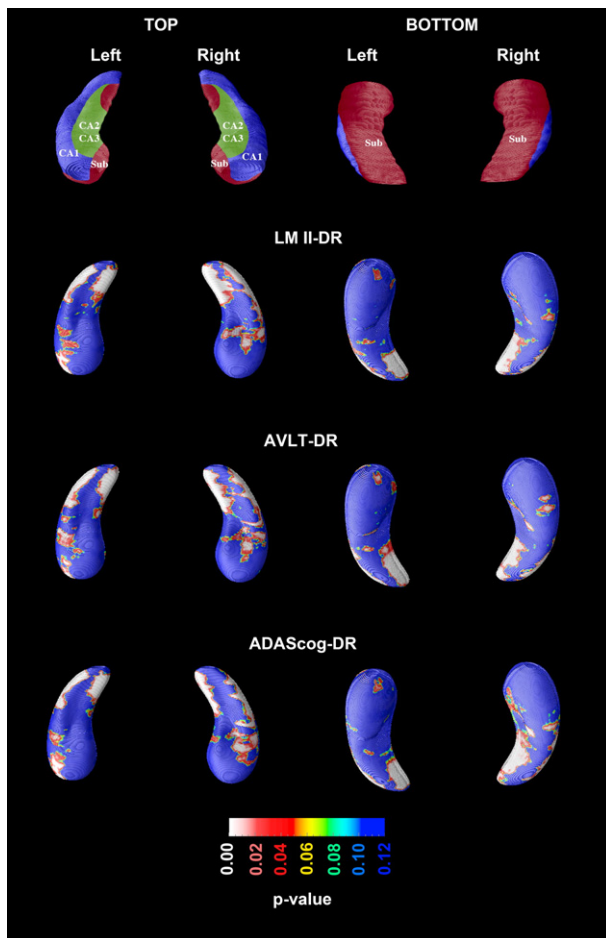 TOP BOTTOM
Left Right Left Right
CA2 CA2
CA3 CA3
CA1 CA1
Sub Sub Sub Sub
LM II-DR
AVLT-DR
ADAScog-DR
0.00 0.02 0.04 0.06 0.08 0.10 0.12
p-value